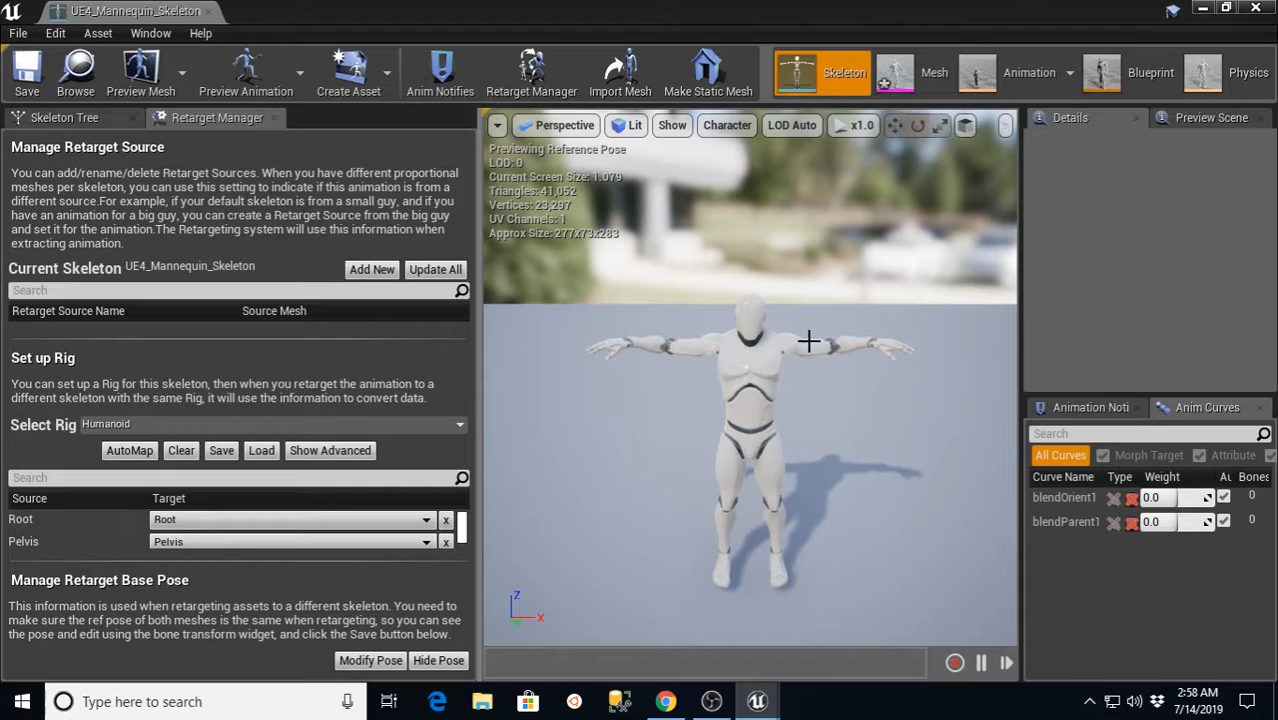 UE4_Mannequin_Skeleton
File Edit Asset Window Help
Save Browse Preview Mesh Preview Animation Create Asset Anim Notifies Retarget Manager Import Mesh Make Static Mesh Skeleton Mesh Animation Blueprint Physics
Skeleton Tree Retarget Manager
Manage Retarget Source
You can add/rename/delete Retarget Sources. When you have different proportional
meshes per skeleton, you can use this setting to indicate if this animation is from a
different source.For example, if your default skeleton is from a small guy, and if you
have an animation for a big guy, you can create a Retarget Source from the big guy
and set it for the animation.The Retargeting system will use this information when
extracting animation.
Current Skeleton UE4_Mannequin_Skeleton Add New Update All
Search
Retarget Source Name Source Mesh
Set up Rig
You can set up a Rig for this skeleton, then when you retarget the animation to a
different skeleton with the same Rig, it will use the information to convert data.
Select Rig Humanoid
AutoMap Clear Save Load Show Advanced
Search
Source Target
Root Root x
Pelvis Pelvis x
Manage Retarget Base Pose
This information is used when retargeting assets to a different skeleton. You need to
make sure the ref pose of both meshes is the same when retargeting, so you can see
the pose and edit using the bone transform widget, and click the Save button below.
Modify Pose Hide Pose
Perspective Lit Show Character LOD Auto x1.0
Previewing Reference Pose
LOD: 0
Current Screen Size: 1.079
Triangles: 41,052
Vertices: 23,297
UV Channels: 1
Approx Size: 277x73x283
Z
X
Y
Details Preview Scene
Animation Noti Anim Curves
Search
All Curves Morph Target Attribute
Curve Name Type Weight Au Bones
blendOrient1 0.0 0
blendParent1 0.0 0
Type here to search
2:58 AM
7/14/2019